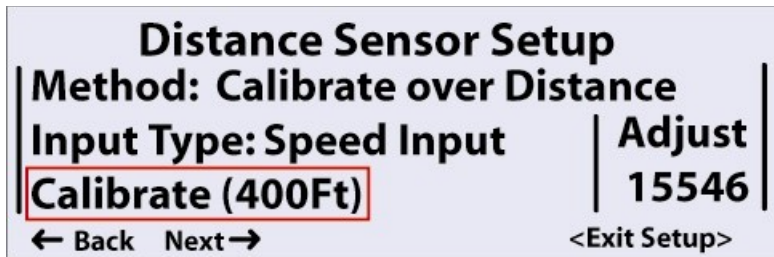 Distance Sensor Setup
Method: Calibrate over Distance
Input Type: Speed Input
Adjust
Calibrate (400Ft)
15546
← Back Next→ <Exit Setup>